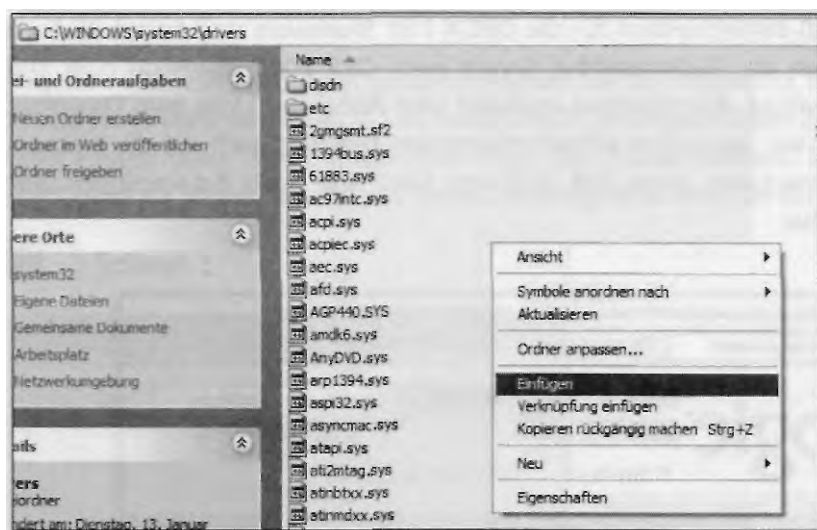 C:\WINDOWS\system32\drivers
ei- und Ordneraufgaben
Neuen Ordner erstellen
Ordner im Web veröffentlichen
Ordner freigeben
ere Orte
system32
Eigene Dateien
Gemeinsame Dokumente
Arbeitsplatz
Netzwerkumgebung
ails
ers
iordner
ndert am: Dienstag, 13. Januar
Name
disdn
etc
2gmgsmt.sf2
1394bus.sys
61883.sys
ac97intc.sys
acpi.sys
acpiec.sys
aec.sys
afd.sys
AGP440.SYS
amdk6.sys
AnyDVD.sys
arp1394.sys
aspi32.sys
asyncmac.sys
atapi.sys
ati2mtag.sys
atinbtxx.sys
atinmdxx.sys
Ansicht
Symbole anordnen nach
Aktualisieren
Ordner anpassen...
Einfügen
Verknüpfung einfügen
Kopieren rückgängig machen Strg+Z
Neu
Eigenschaften